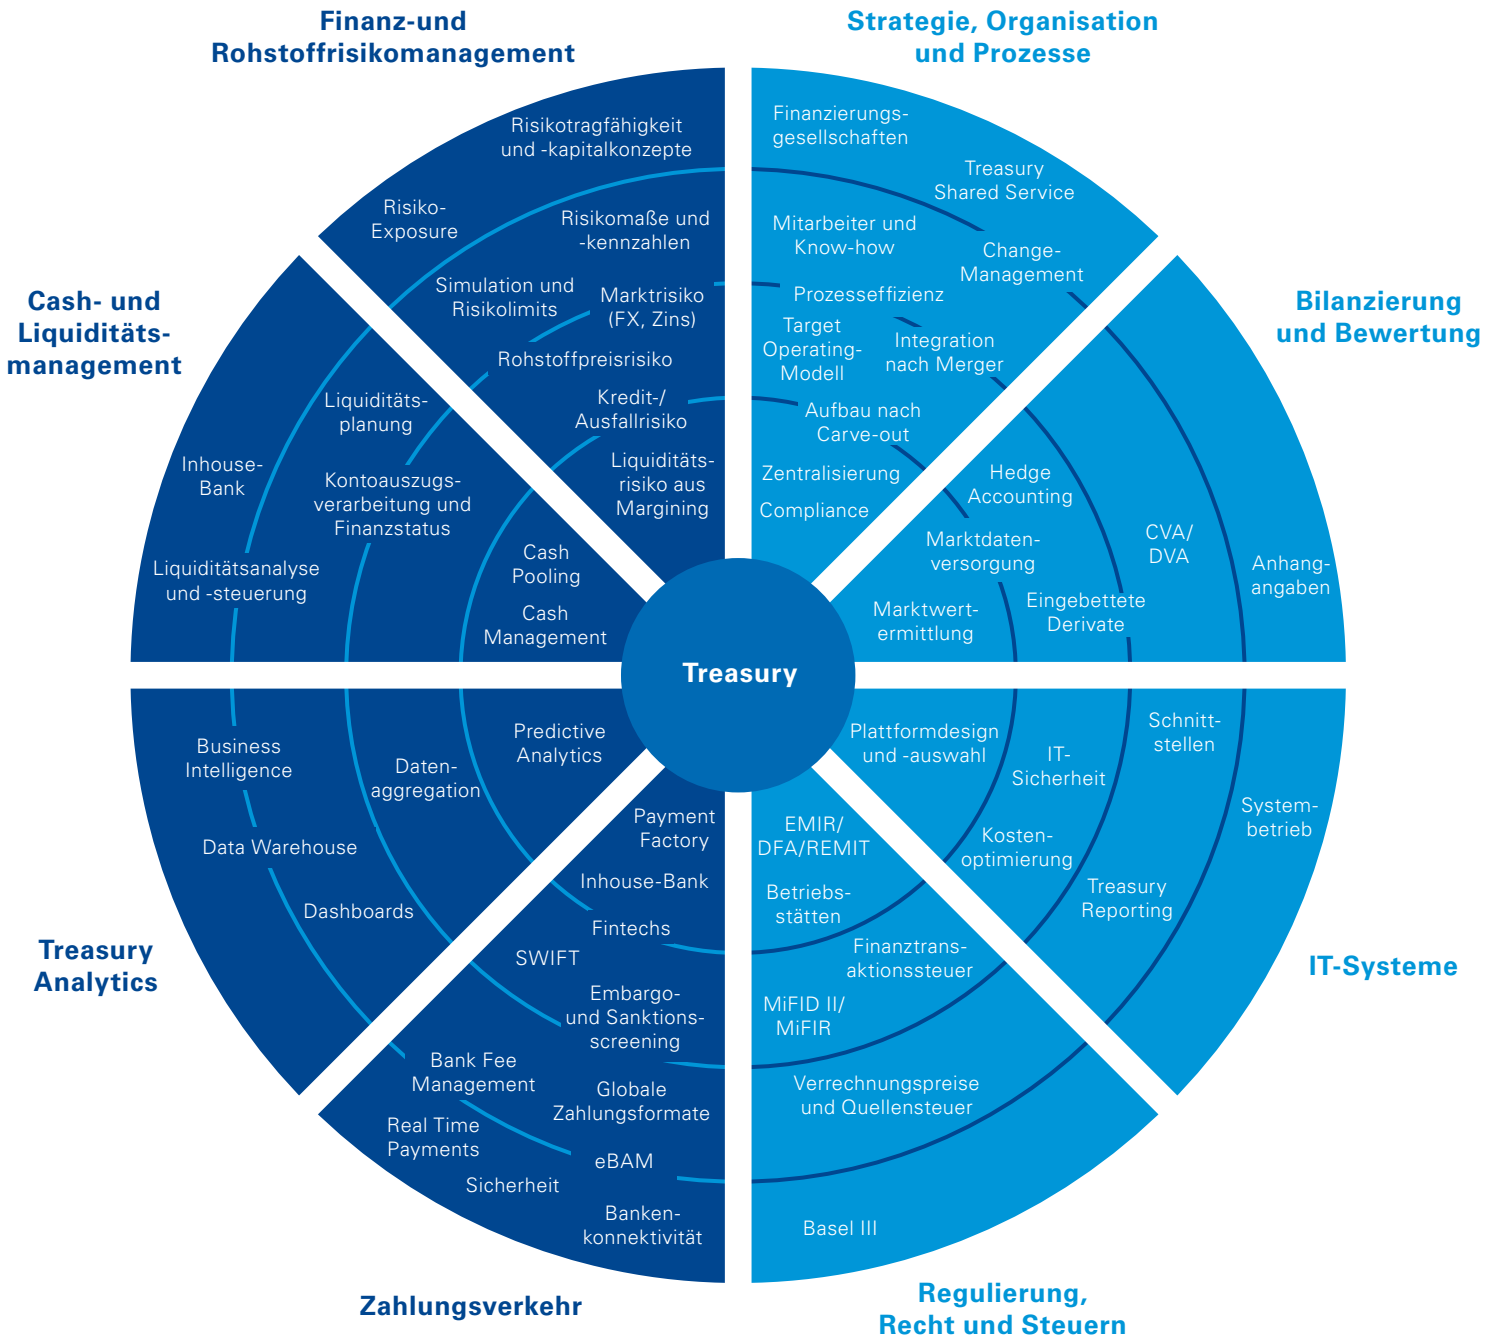 Finanz-und
Rohstoffrisikomanagement
Risikotragfähigkeit
und -kapitalkonzepte
Risiko-
Exposure
Risikomaße und
-kennzahlen
Simulation und
Risikolimits
Marktrisiko
(FX, Zins)
Rohstoffpreisrisiko
Kredit-/
Ausfallrisiko
Liquiditäts-
risiko aus
Margining
Strategie, Organisation
und Prozesse
Finanzierungs-
gesellschaften
Treasury
Shared Service
Mitarbeiter und
Know-how
Change-
Management
Prozesseffizienz
Target
Operating-
Modell
Integration
nach Merger
Aufbau nach
Carve-out
Zentralisierung
Compliance
Bilanzierung
und Bewertung
Hedge
Accounting
Marktdaten-
versorgung
CVA/
DVA
Anhang-
angaben
Marktwert-
ermittlung
Eingebettete
Derivate
IT-Systeme
Plattformdesign
und -auswahl
IT-
Sicherheit
Schnitt-
stellen
System-
betrieb
Kosten-
optimierung
Treasury
Reporting
Regulierung,
Recht und Steuern
EMIR/
DFA/REMIT
Betriebs-
stätten
Finanztrans-
aktionssteuer
MiFID II/
MiFIR
Verrechnungspreise
und Quellensteuer
Basel III
Zahlungsverkehr
Payment
Factory
Inhouse-Bank
Fintechs
SWIFT
Embargo-
und Sanktions-
screening
Bank Fee
Management
Globale
Zahlungsformate
Real Time
Payments
eBAM
Sicherheit
Banken-
konnektivität
Treasury
Analytics
Predictive
Analytics
Business
Intelligence
Daten-
aggregation
Data Warehouse
Dashboards
Cash- und
Liquiditäts-
management
Liquiditäts-
planung
Inhouse-
Bank
Kontoauszugs-
verarbeitung und
Finanzstatus
Liquiditätsanalyse
und -steuerung
Cash
Pooling
Cash
Management
Treasury